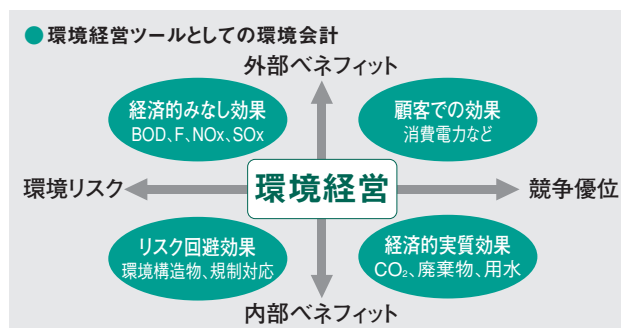 ●環境経営ツールとしての環境会計
外部ベネフィット
経済的みなし効果
BOD、F、NOx、SOx
顧客での効果
消費電力など
環境リスク
環境経営
競争優位
リスク回避効果
環境構造物、規制対応
経済的実質効果
CO₂、廃棄物、用水
内部ベネフィット